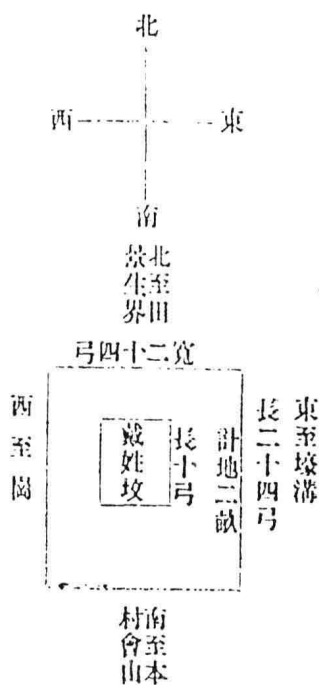 北
西
東
南
北至田
景生界
寬二十四弓
東至壕溝
長二十四弓
計地二畝
長十弓
戴姓坟
西至崗
南至本
村會山